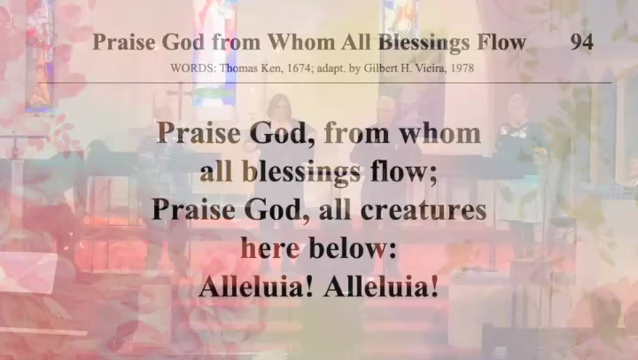 Praise God from Whom All Blessings Flow 94
WORDS: Thomas Ken, 1674; adapt. by Gilbert H. Vieira, 1978
Praise God, from whom
all blessings flow;
Praise God, all creatures
here below:
Alleluia! Alleluia!